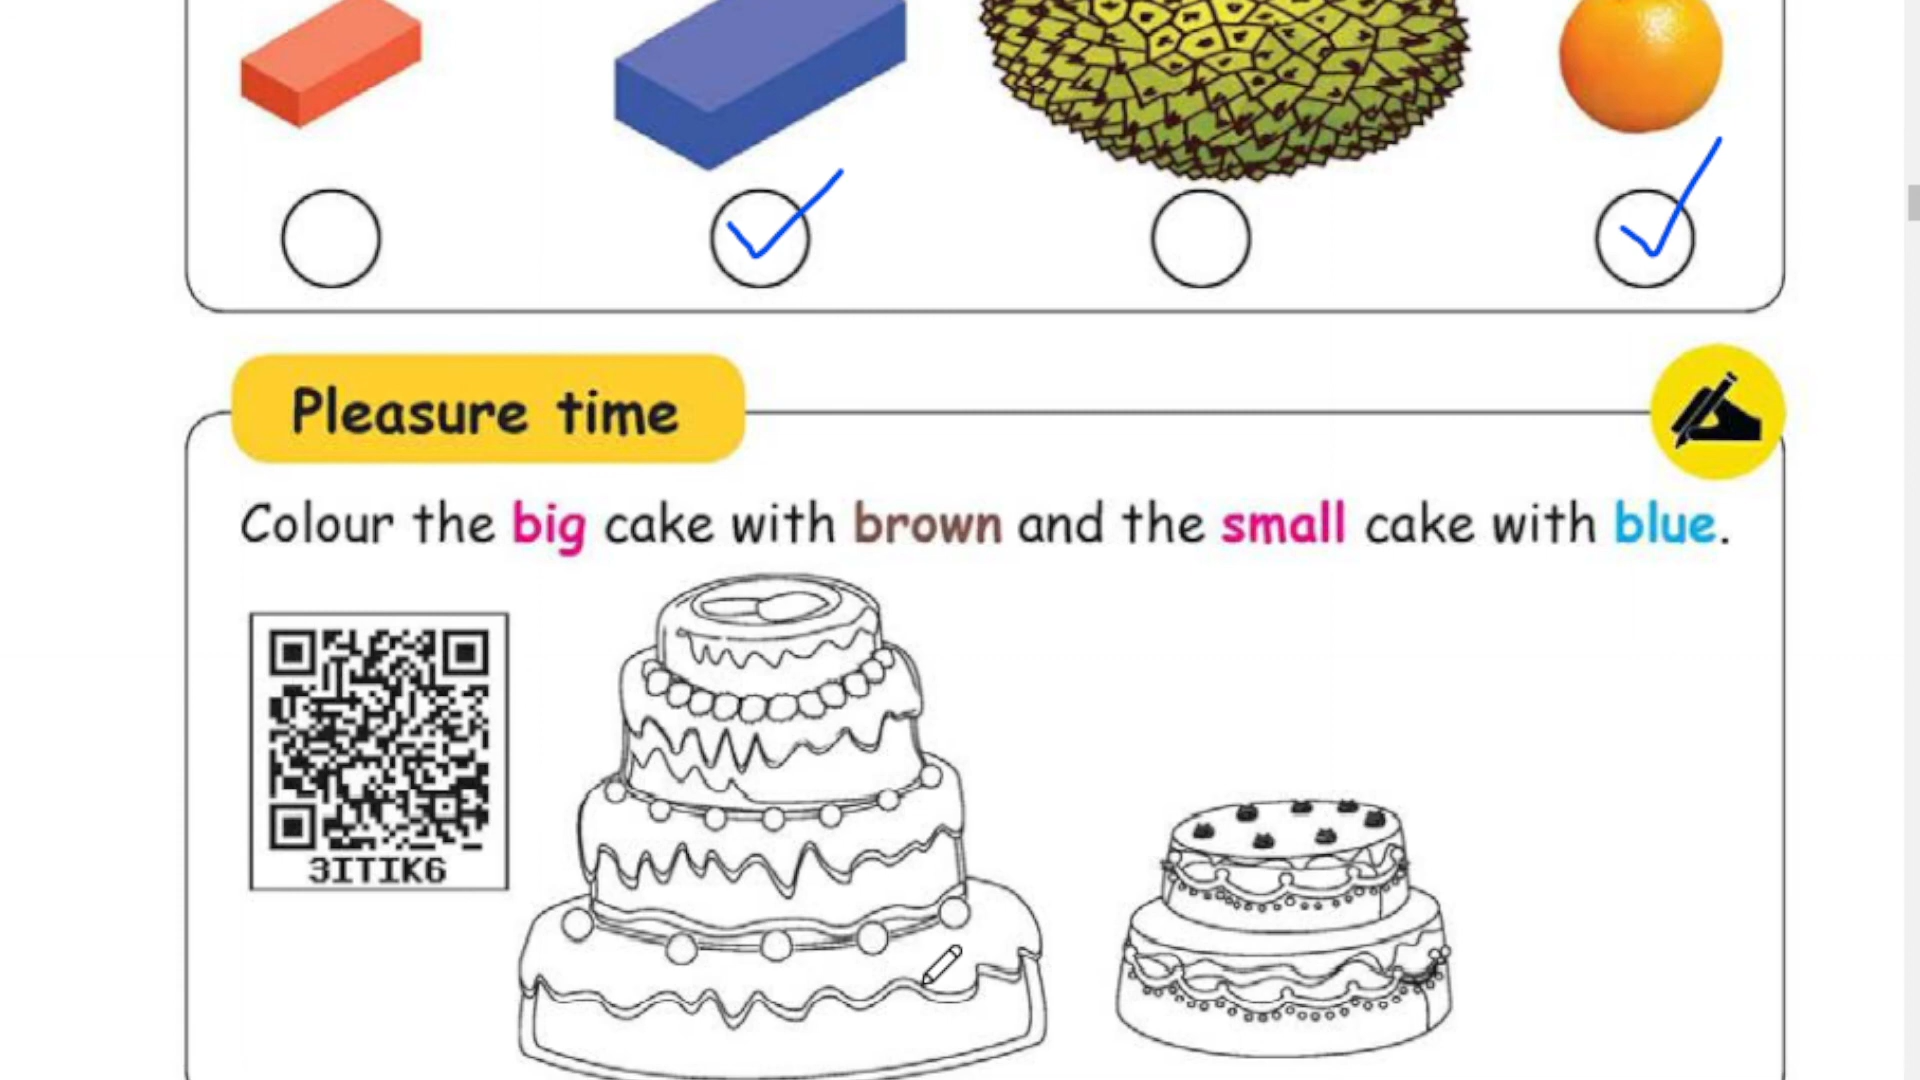 Pleasure time
Colour the big cake with brown and the small cake with blue.
3ITIK6